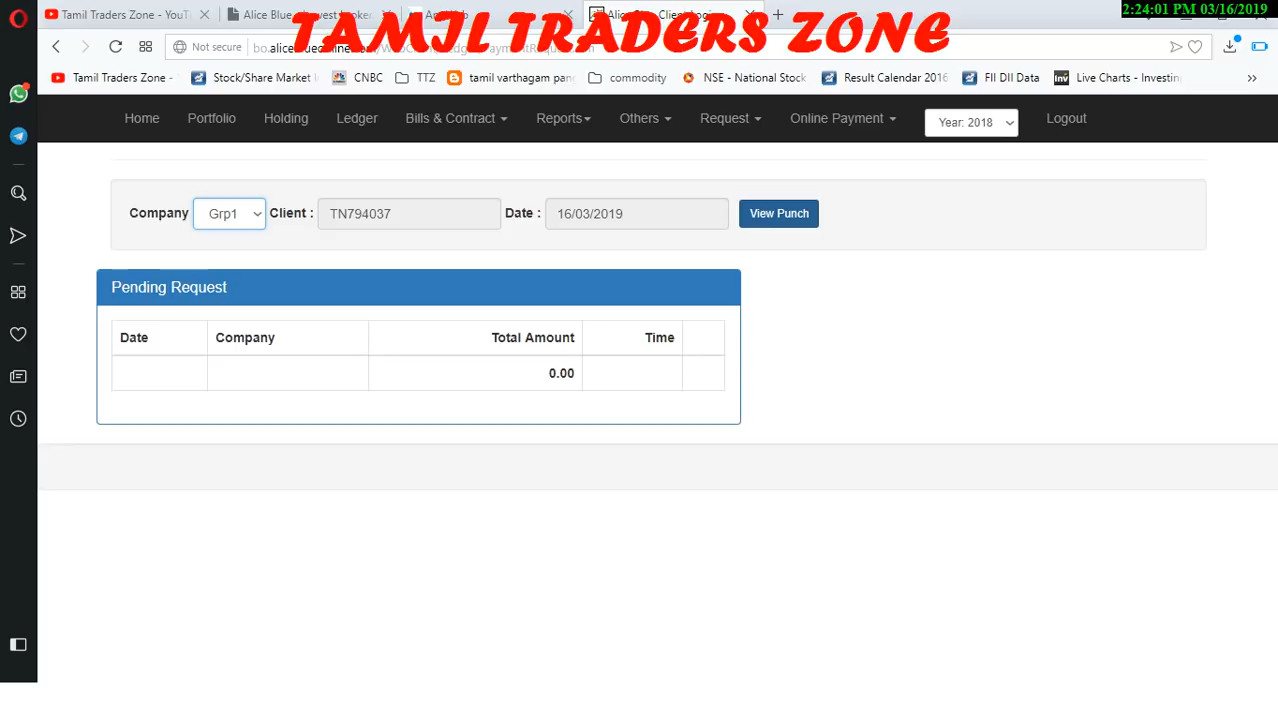 Tamil Traders Zone - YouT
Alice Blue
TAMIL TRADERS ZONE
2:24:01 PM 03/16/2019
Not secure
bo.alice
Tamil Traders Zone -
Stock/Share Market I
CNBC
TTZ
tamil varthagam pan
commodity
NSE - National Stock
Result Calendar 2016
FII DII Data
Inv
Live Charts - Investin
Home
Portfolio
Holding
Ledger
Bills & Contract
Reports
Others
Request
Online Payment
Year: 2018
Logout
Company
Grp1
Client :
TN794037
Date :
16/03/2019
View Punch
Pending Request
Date
Company
Total Amount
Time
0.00